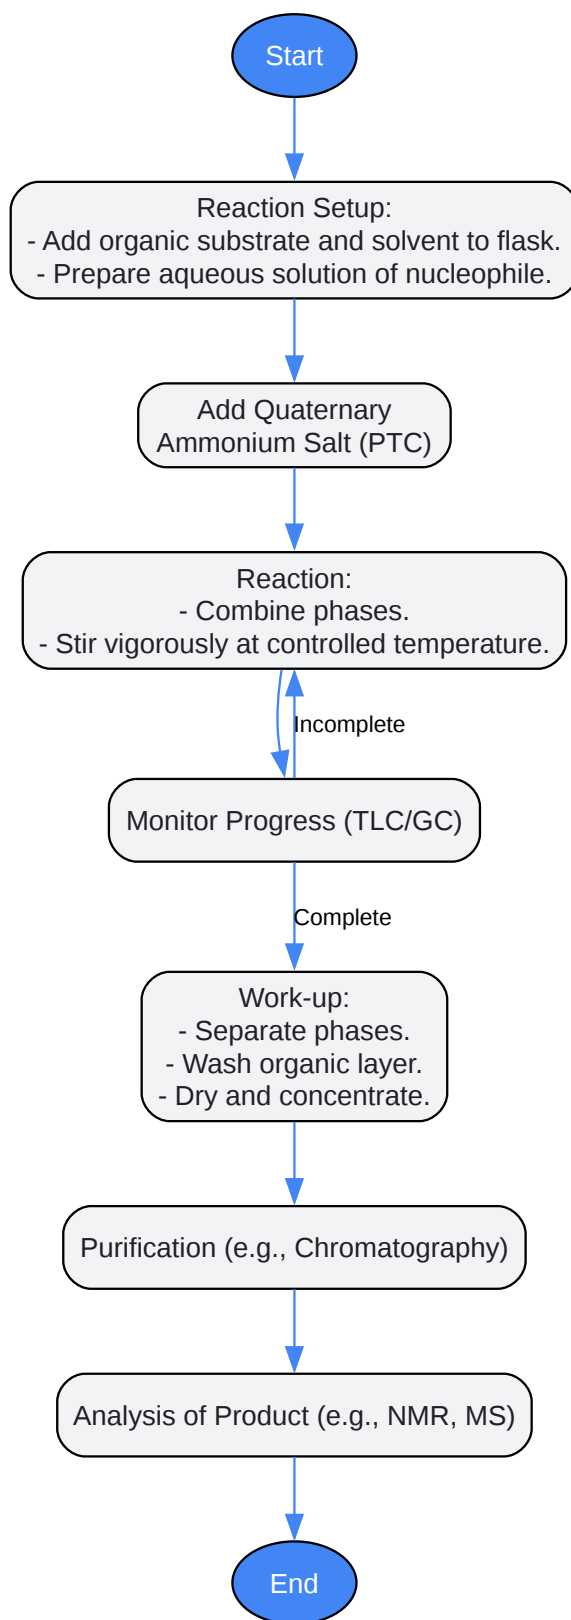 Start
Reaction Setup:
- Add organic substrate and solvent to flask.
- Prepare aqueous solution of nucleophile.
Add Quaternary
Ammonium Salt (PTC)
Reaction:
- Combine phases.
- Stir vigorously at controlled temperature.
Incomplete
Monitor Progress (TLC/GC)
Complete
Work-up:
- Separate phases.
- Wash organic layer.
- Dry and concentrate.
Purification (e.g., Chromatography)
Analysis of Product (e.g., NMR, MS)
End